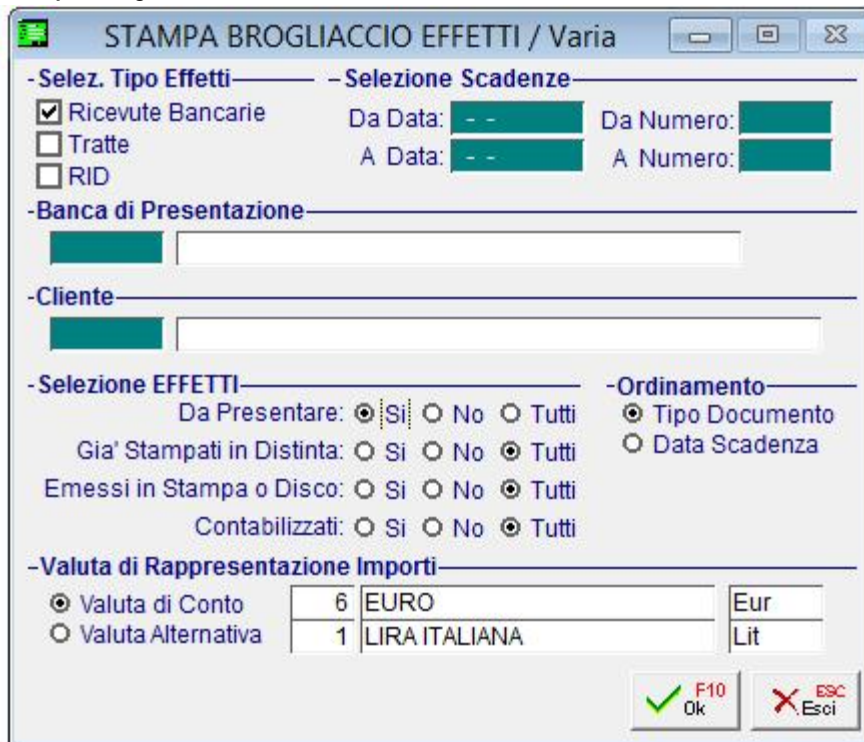 STAMPA BROGLIACCIO EFFETTI / Varia
-Selez. Tipo Effetti
-Selezione Scadenze
Ricevute Bancarie
Tratte
RID
Da Data: - -
Da Numero:
A Data: - -
A Numero:
-Banca di Presentazione
-Cliente
-Selezione EFFETTI
Da Presentare: Si No Tutti
Gia' Stampati in Distinta: Si No Tutti
Emessi in Stampa o Disco: Si No Tutti
Contabilizzati: Si No Tutti
-Ordinamento
Tipo Documento
Data Scadenza
-Valuta di Rappresentazione Importi
Valuta di Conto 6 EURO Eur
Valuta Alternativa 1 LIRA ITALIANA Lit
F10 Ok
ESC Esci